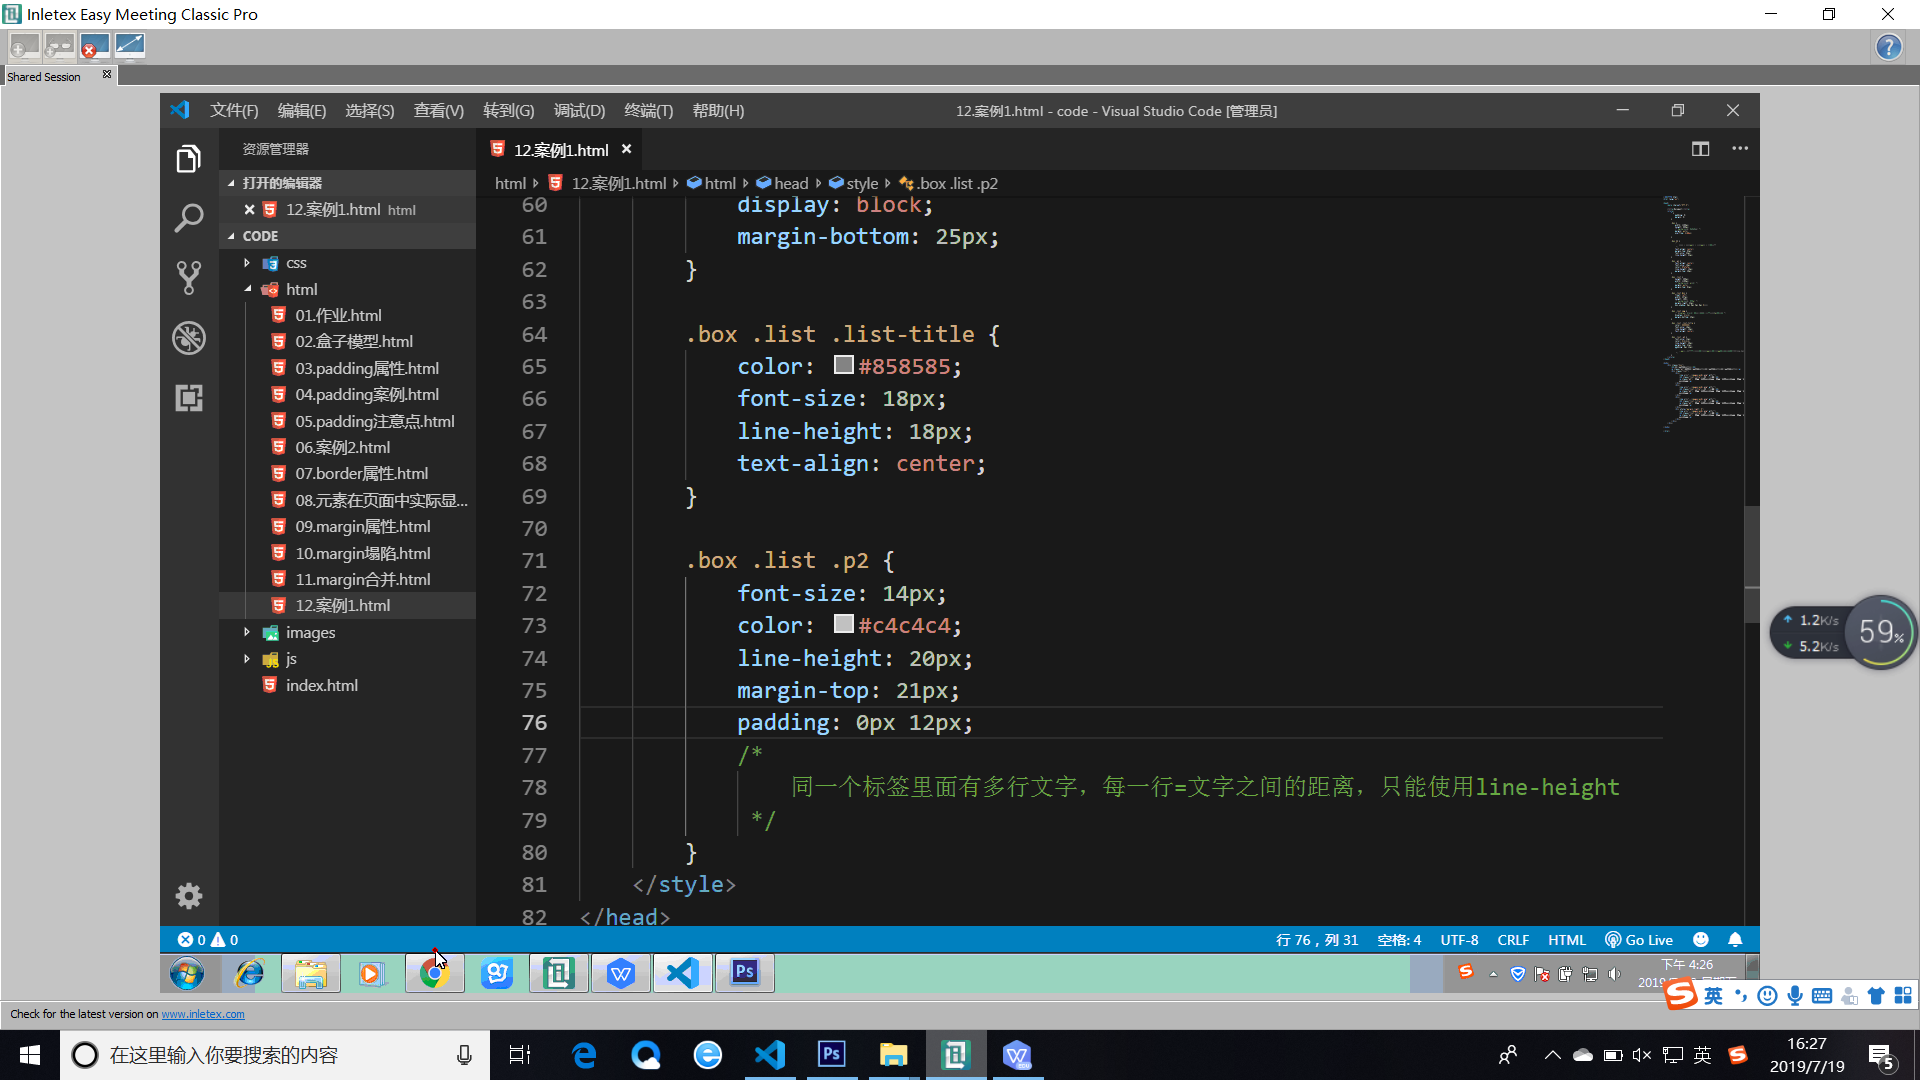 Inletex Easy Meeting Classic Pro
Shared Session
文件(F) 编辑(E) 选择(S) 查看(V) 转到(G) 调试(D) 终端(T) 帮助(H)
12.案例1.html - code - Visual Studio Code [管理员]
资源管理器
12.案例1.html
打开的编辑器
12.案例1.html html
CODE
css
html
01.作业.html
02.盒子模型.html
03.padding属性.html
04.padding案例.html
05.padding注意点.html
06.案例2.html
07.border属性.html
08.元素在页面中实际显...
09.margin属性.html
10.margin塌陷.html
11.margin合并.html
12.案例1.html
images
js
index.html
html 12.案例1.html html head style .box .list .p2
60 display: block;
61 margin-bottom: 25px;
62 }
63
64 .box .list .list-title {
65 color: #858585;
66 font-size: 18px;
67 line-height: 18px;
68 text-align: center;
69 }
70
71 .box .list .p2 {
72 font-size: 14px;
73 color: #c4c4c4;
74 line-height: 20px;
75 margin-top: 21px;
76 padding: 0px 12px;
77 /*
78 同一个标签里面有多行文字，每一行=文字之间的距离，只能使用line-height
79 */
80 }
81 </style>
82 </head>
1.2K/s
5.2K/s
59%
0 0
行 76，列 31 空格: 4 UTF-8 CRLF HTML Go Live
Ps
下午 4:26
英
Check for the latest version on www.inletex.com
在这里输入你要搜索的内容
Ps
英
16:27
2019/7/19
5